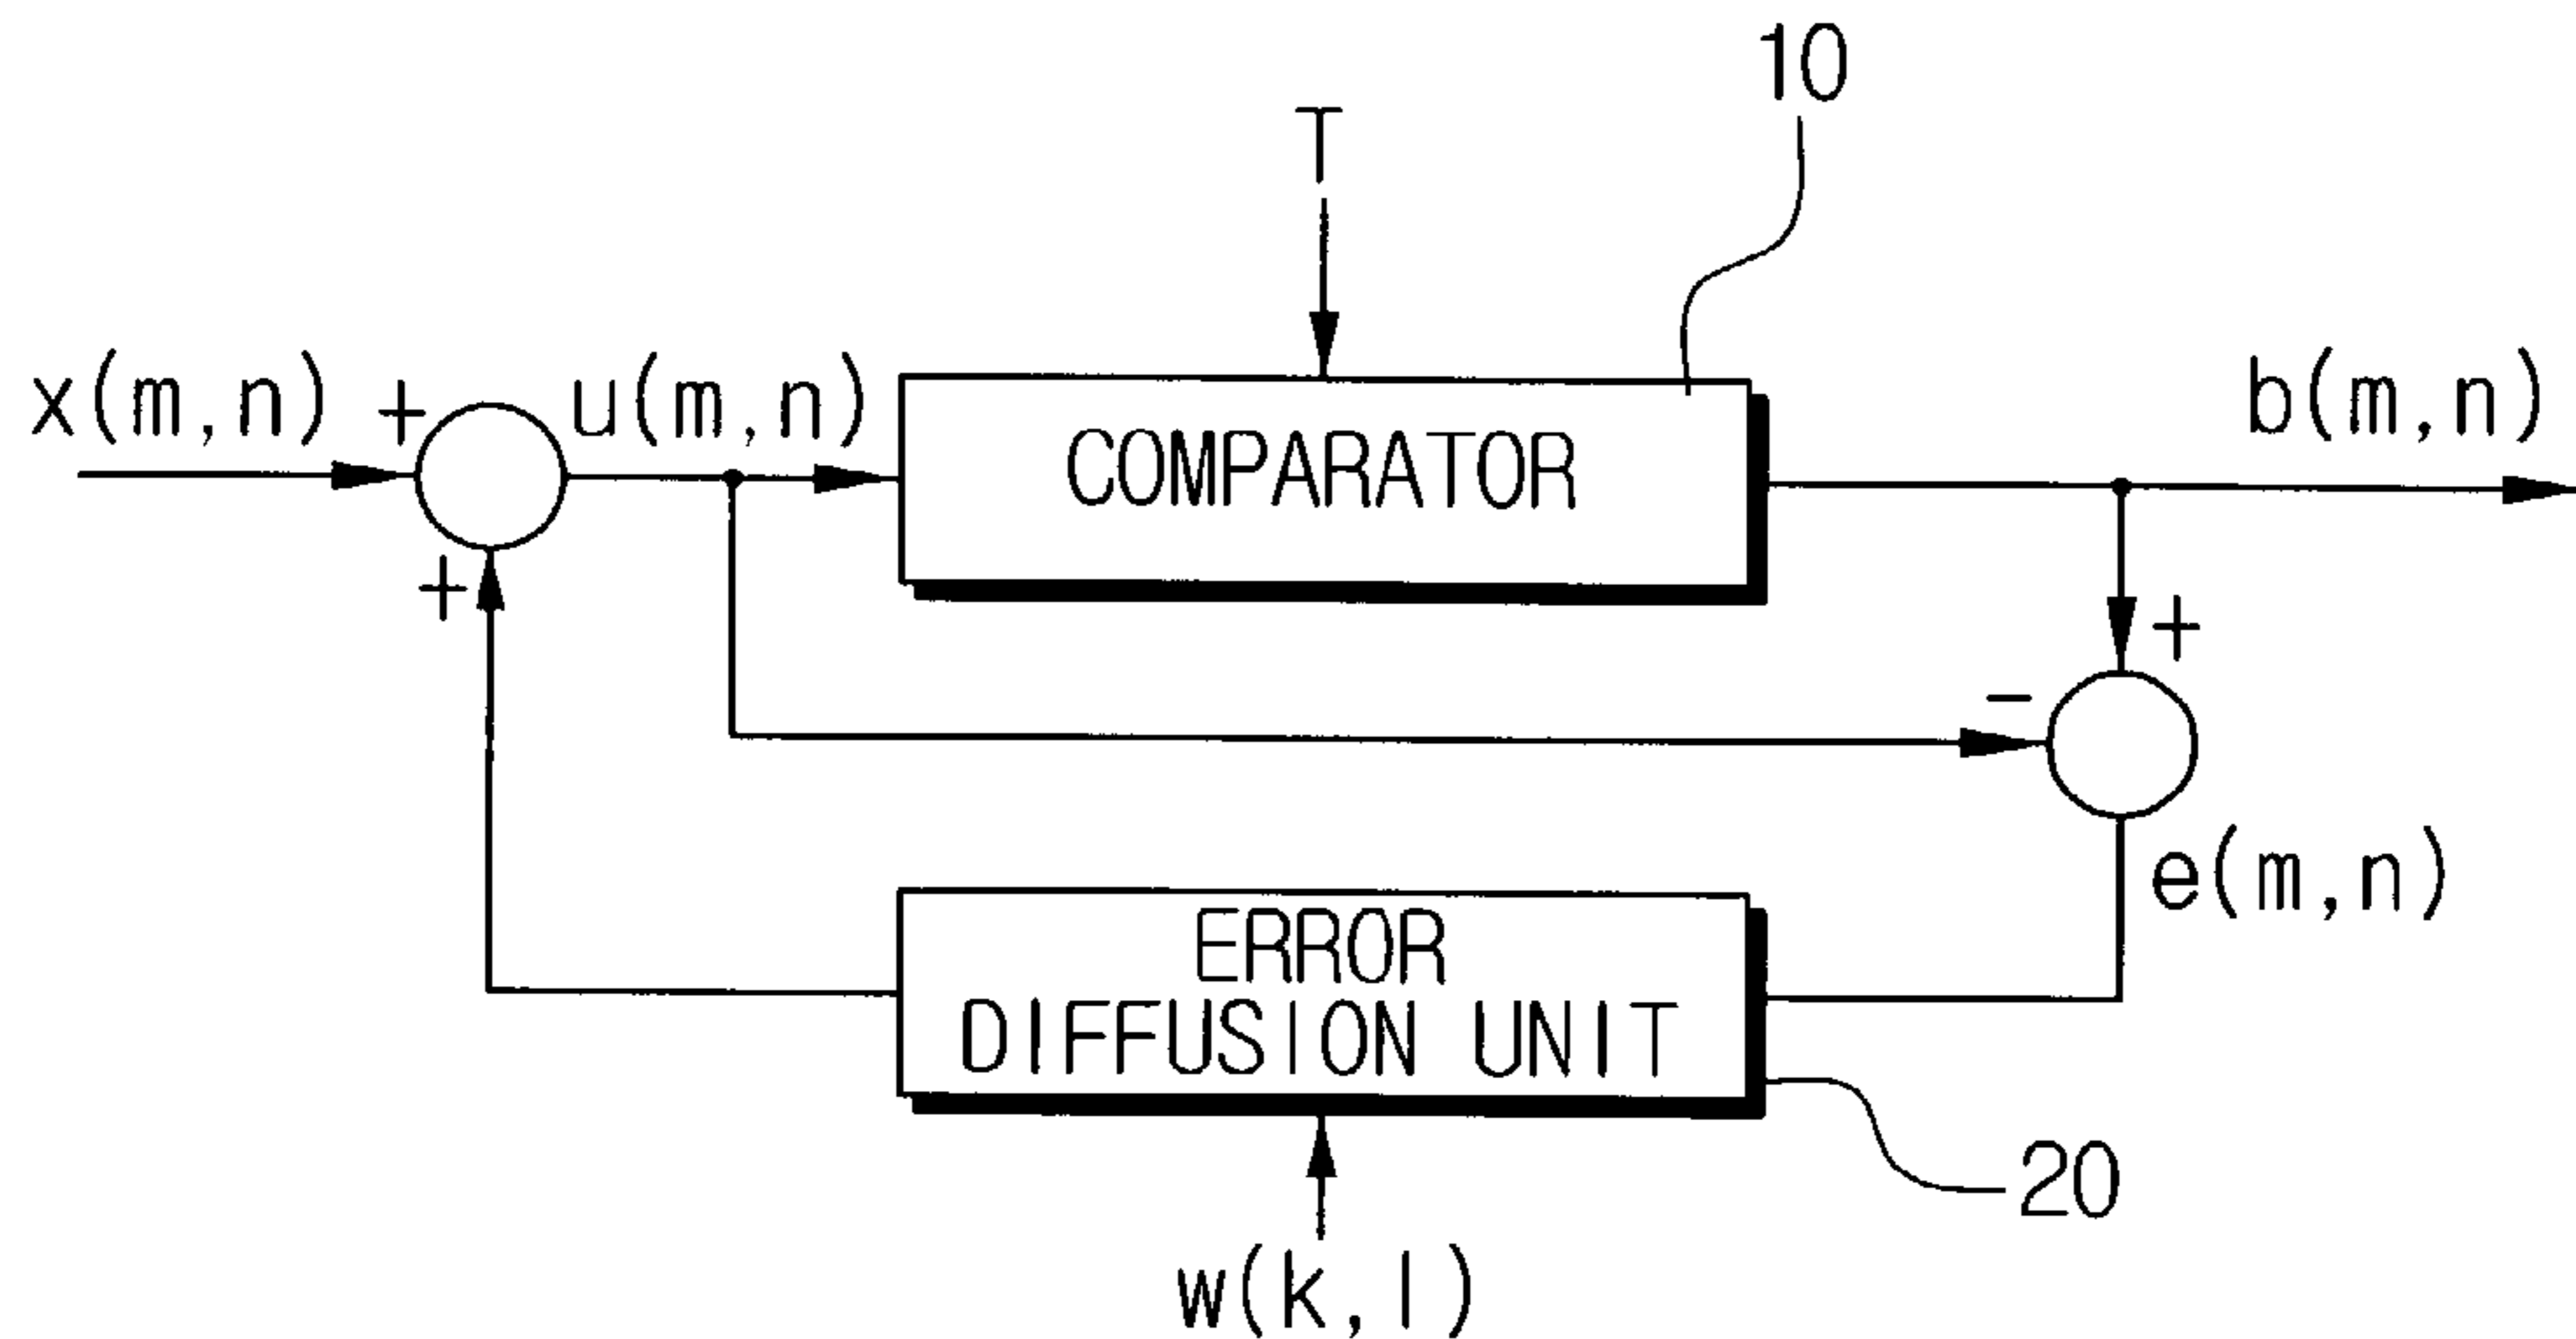 10
T
x(m,n)
+
u(m,n)
COMPARATOR
b(m,n)
+
+
-
e(m,n)
ERROR
DIFFUSION UNIT
20
w(k,l)